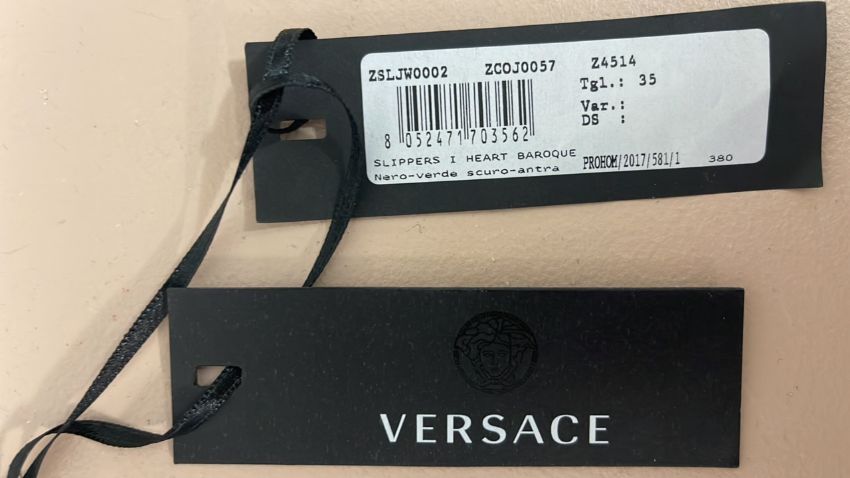 ZSLJW0002 ZCOJ0057 Z4514
Tgl.: 35
Var.:
DS :
8 052471 703562
SLIPPERS I HEART BAROQUE
Nero-verde scuro-antra
PROHOM/2017/581/1 380
VERSACE